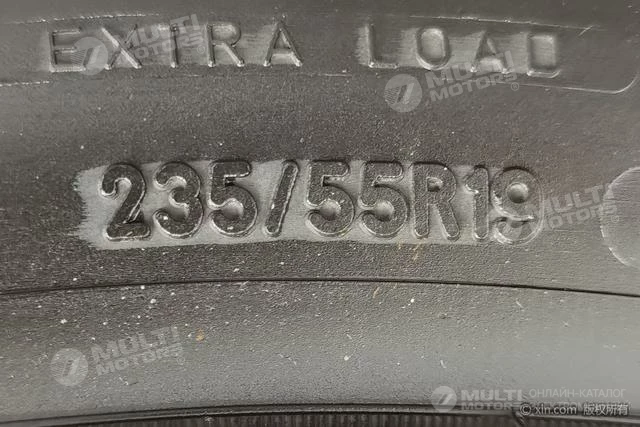 EXTRA LOAD
MULTI
MOTORS
MULTI
MOTORS®
235/55R19
MULTI
MOTORS
MULTI
MOTORS
MULTI
MOTORS
ОНЛАЙН-КАТАЛОГ
© xin.com 版权所有